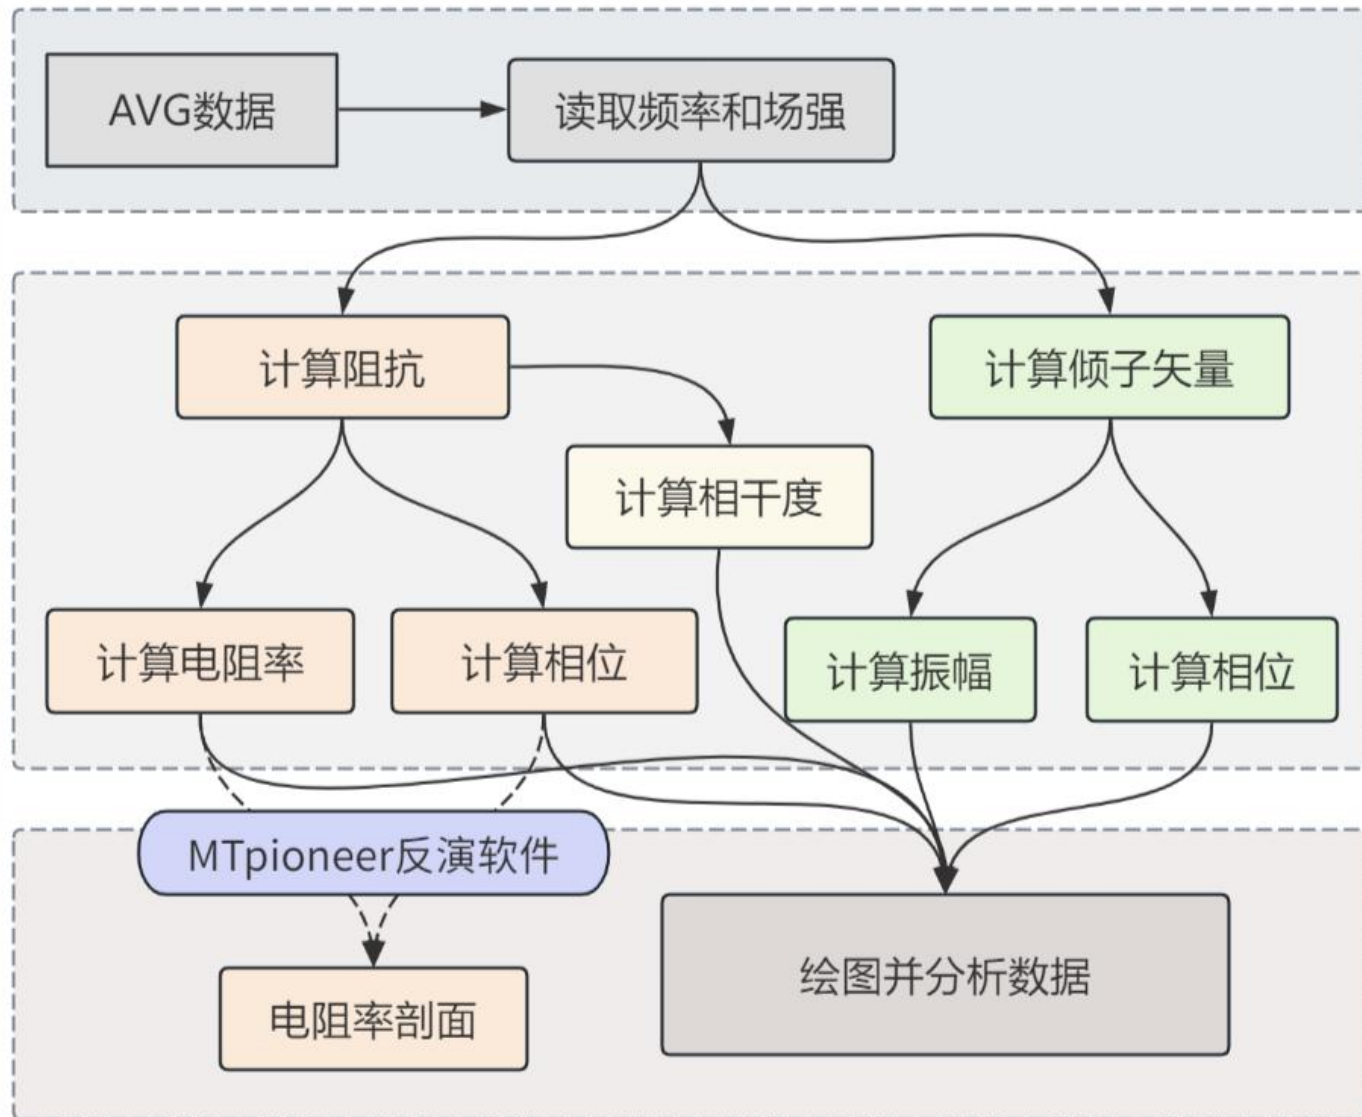 AVG数据
读取频率和场强
计算阻抗
计算倾子矢量
计算相干度
计算电阻率
计算相位
计算振幅
计算相位
MTpioneer反演软件
绘图并分析数据
电阻率剖面